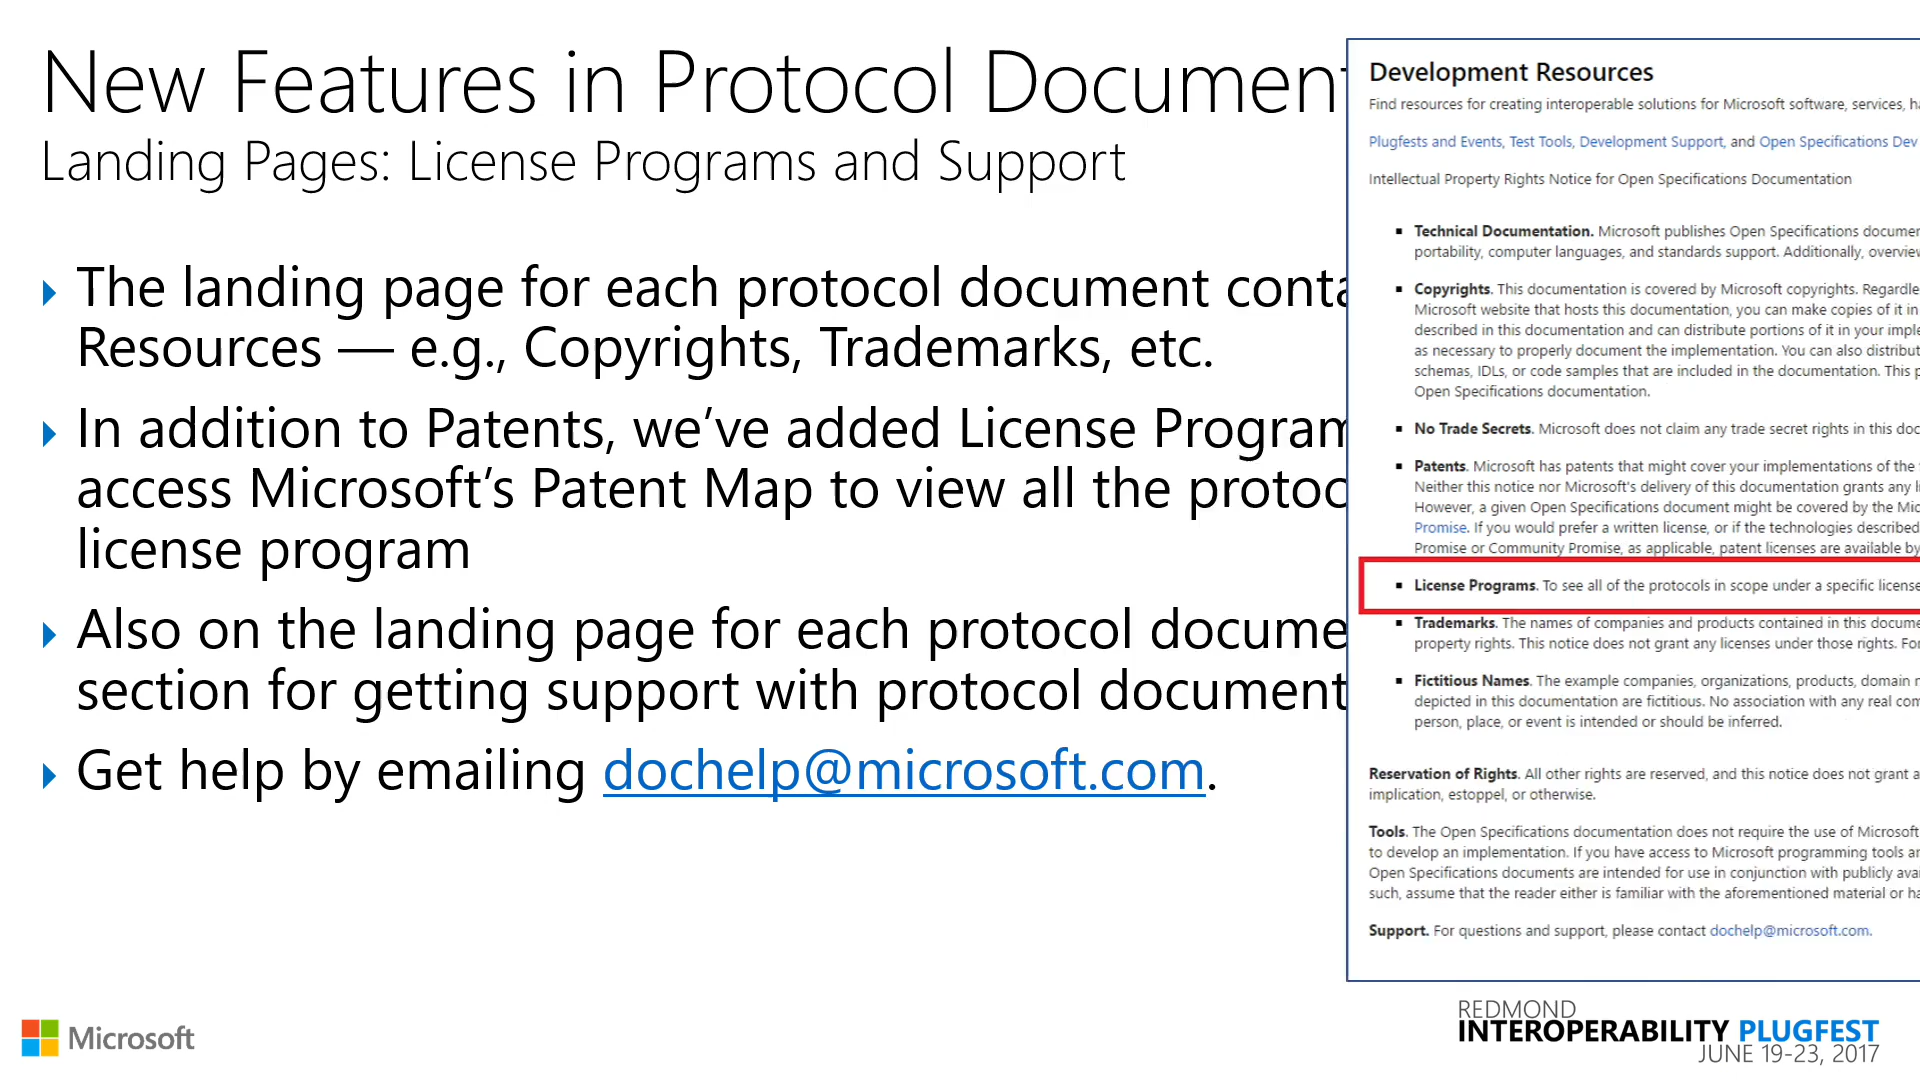 New Features in Protocol Document
Landing Pages: License Programs and Support
The landing page for each protocol document
Resources — e.g., Copyrights, Trademarks, etc.
In addition to Patents, we’ve added License Program
access Microsoft’s Patent Map to view all the
license program
Also on the landing page for each protocol
section for getting support with protocol document
Get help by emailing dochelp@microsoft.com.
Development Resources
Find resources for creating interoperable solutions for Microsoft software, services,
Plugfests and Events, Test Tools, Development Support, and Open Specifications Dev
Intellectual Property Rights Notice for Open Specifications Documentation
▪ Technical Documentation. Microsoft publishes Open Specifications
portability, computer languages, and standards support. Additionally,
▪ Copyrights. This documentation is covered by Microsoft copyrights.
Microsoft website that hosts this documentation, you can make copies of it in
described in this documentation and can distribute portions of it in your
as necessary to properly document the implementation. You can also
schemas, IDLs, or code samples that are included in the documentation. This
Open Specifications documentation.
▪ No Trade Secrets. Microsoft does not claim any trade secret rights in this
▪ Patents. Microsoft has patents that might cover your implementations of the
Neither this notice nor Microsoft's delivery of this documentation grants any
However, a given Open Specifications document might be covered by the
Promise. If you would prefer a written license, or if the technologies described
Promise or Community Promise, as applicable, patent licenses are available by
▪ License Programs. To see all of the protocols in scope under a specific license
▪ Trademarks. The names of companies and products contained in this
property rights. This notice does not grant any licenses under those rights.
▪ Fictitious Names. The example companies, organizations, products, domain
depicted in this documentation are fictitious. No association with any real
person, place, or event is intended or should be inferred.
Reservation of Rights. All other rights are reserved, and this notice does not grant
implication, estoppel, or otherwise.
Tools. The Open Specifications documentation does not require the use of Microsoft
to develop an implementation. If you have access to Microsoft programming tools
Open Specifications documents are intended for use in conjunction with publicly
such, assume that the reader either is familiar with the aforementioned material or
Support. For questions and support, please contact dochelp@microsoft.com.
Microsoft
REDMOND
INTEROPERABILITY PLUGFEST
JUNE 19-23, 2017